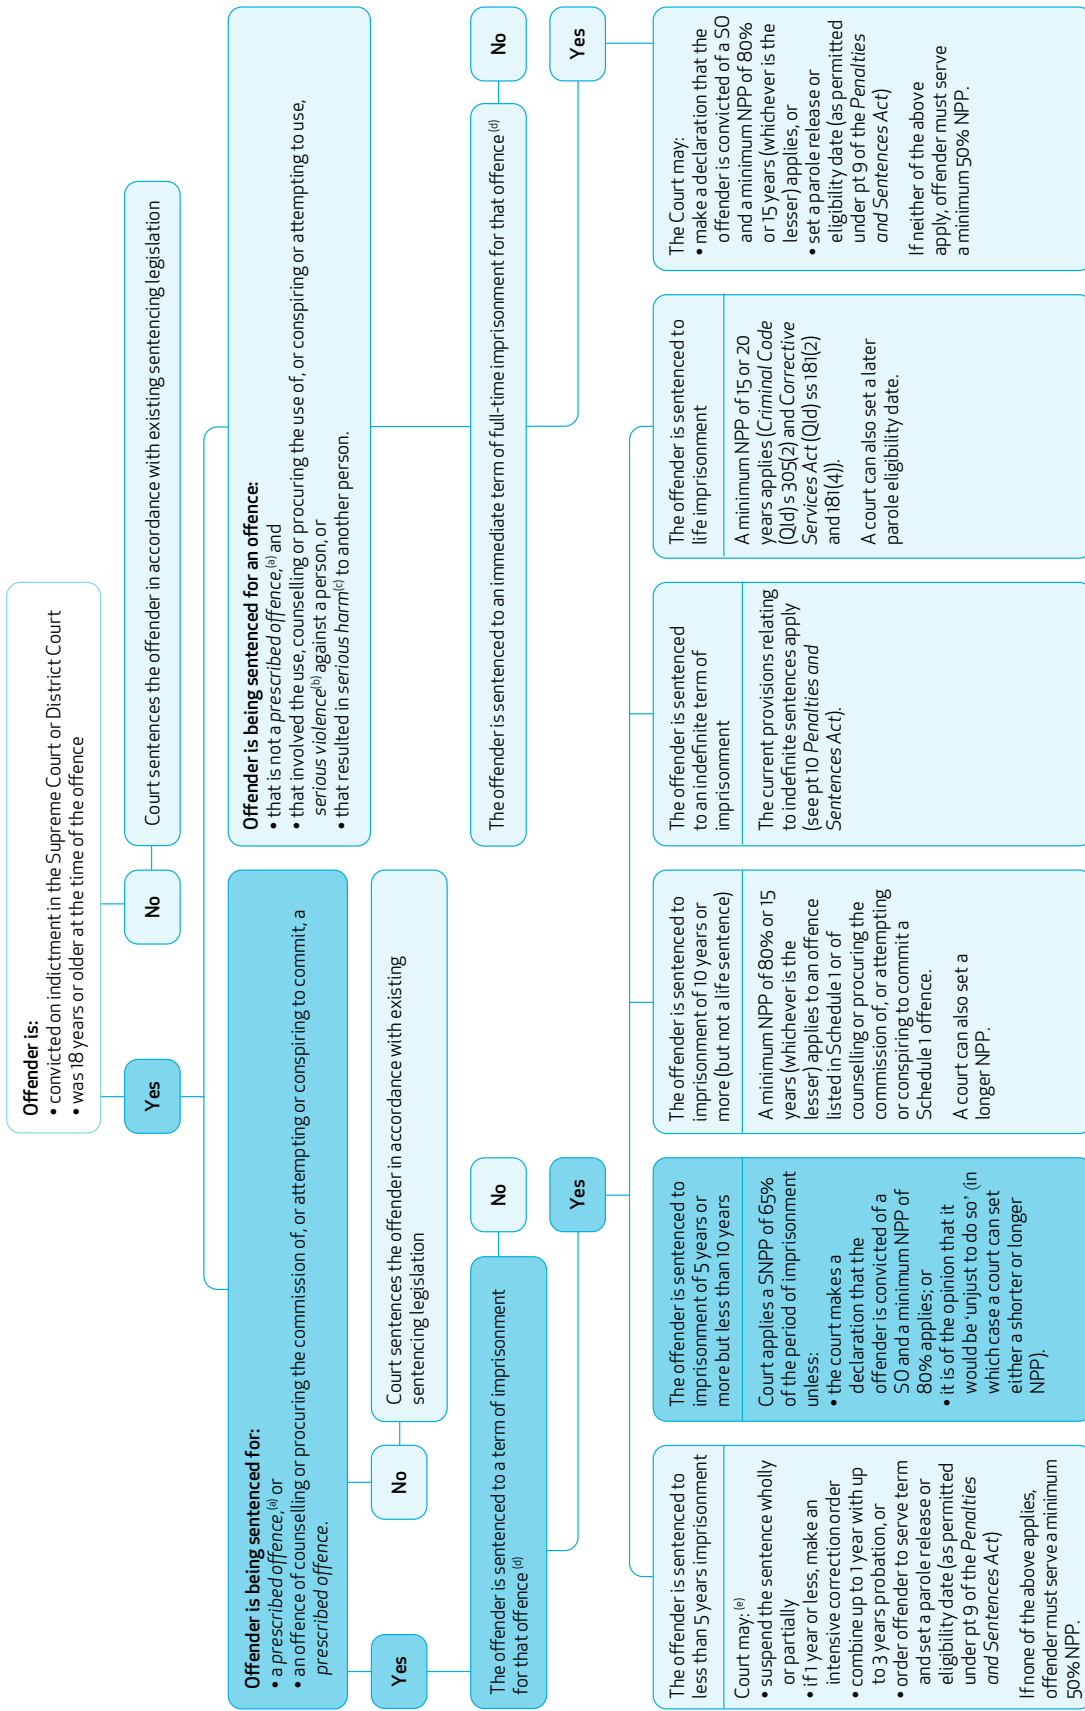 Offender is:
• convicted on indictment in the Supreme Court or District Court
• was 18 years or older at the time of the offence
Yes
No
Court sentences the offender in accordance with existing sentencing legislation
Offender is being sentenced for:
• a prescribed offence,(a) or
• an offence of counselling or procuring the commission of, or attempting or conspiring to commit, a
prescribed offence.
Offender is being sentenced for an offence:
• that is not a prescribed offence,(a) and
• that involved the use, counselling or procuring the use of, or conspiring or attempting to use,
serious violence(b) against a person, or
• that resulted in serious harm(c) to another person.
Yes
No
Court sentences the offender in accordance with existing
sentencing legislation
The offender is sentenced to a term of imprisonment
for that offence (d)
No
Yes
The offender is sentenced to an immediate term of full-time imprisonment for that offence (d)
No
Yes
The offender is sentenced to
less than 5 years imprisonment
Court may: (e)
• suspend the sentence wholly
or partially
• if 1 year or less, make an
intensive correction order
• combine up to 1 year with up
to 3 years probation, or
• order offender to serve term
and set a parole release or
eligibility date (as permitted
under pt 9 of the Penalties
and Sentences Act)
If none of the above applies,
offender must serve a minimum
50% NPP.
The offender is sentenced to
imprisonment of 5 years or
more but less than 10 years
Court applies a SNPP of 65%
of the period of imprisonment
unless:
• the court makes a
declaration that the
offender is convicted of a
SO and a minimum NPP of
80% applies; or
• it is of the opinion that it
would be ‘unjust to do so’ (in
which case a court can set
either a shorter or longer
NPP).
The offender is sentenced to
imprisonment of 10 years or
more (but not a life sentence)
A minimum NPP of 80% or 15
years (whichever is the
lesser) applies to an offence
listed in Schedule 1 or of
counselling or procuring the
commission of, or attempting
or conspiring to commit a
Schedule 1 offence.
A court can also set a
longer NPP.
The offender is sentenced
to an indefinite term of
imprisonment
The current provisions relating
to indefinite sentences apply
(see pt 10 Penalties and
Sentences Act).
The offender is sentenced to
life imprisonment
A minimum NPP of 15 or 20
years applies (Criminal Code
(Qld) s 305(2) and Corrective
Services Act (Qld) ss 181(2)
and 181(4)).
A court can also set a later
parole eligibility date.
The Court may:
• make a declaration that the
offender is convicted of a SO
and a minimum NPP of 80%
or 15 years (whichever is the
lesser) applies, or
• set a parole release or
eligibility date (as permitted
under pt 9 of the Penalties
and Sentences Act)
If neither of the above
apply, offender must serve
a minimum 50% NPP.